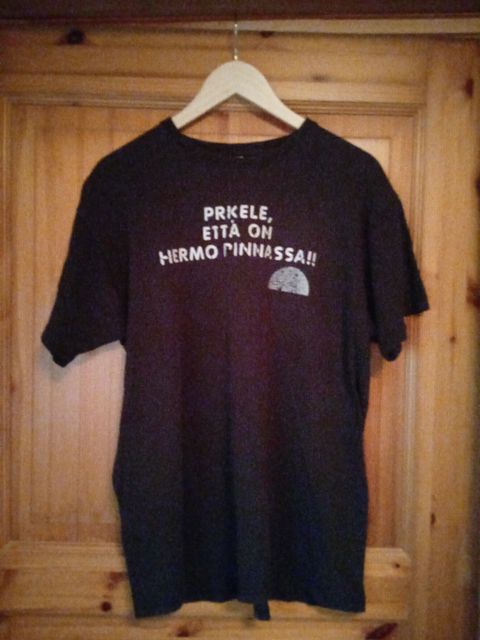 PRKELE,
ETTÄ ON
HERMO PINNASSA!!